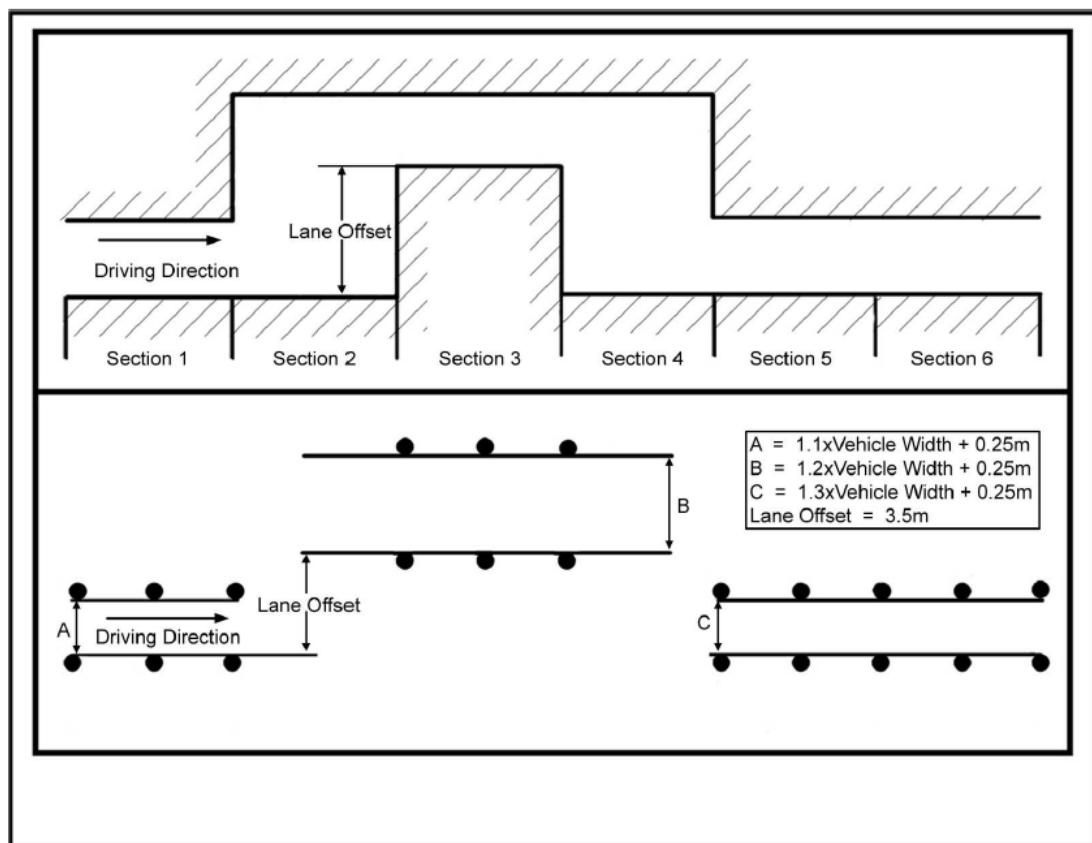 Lane Offset
Driving Direction
Section 1
Section 2
Section 3
Section 4
Section 5
Section 6
A = 1.1xVehicle Width + 0.25m
B = 1.2xVehicle Width + 0.25m
C = 1.3xVehicle Width + 0.25m
Lane Offset = 3.5m
B
Lane Offset
A
Driving Direction
C